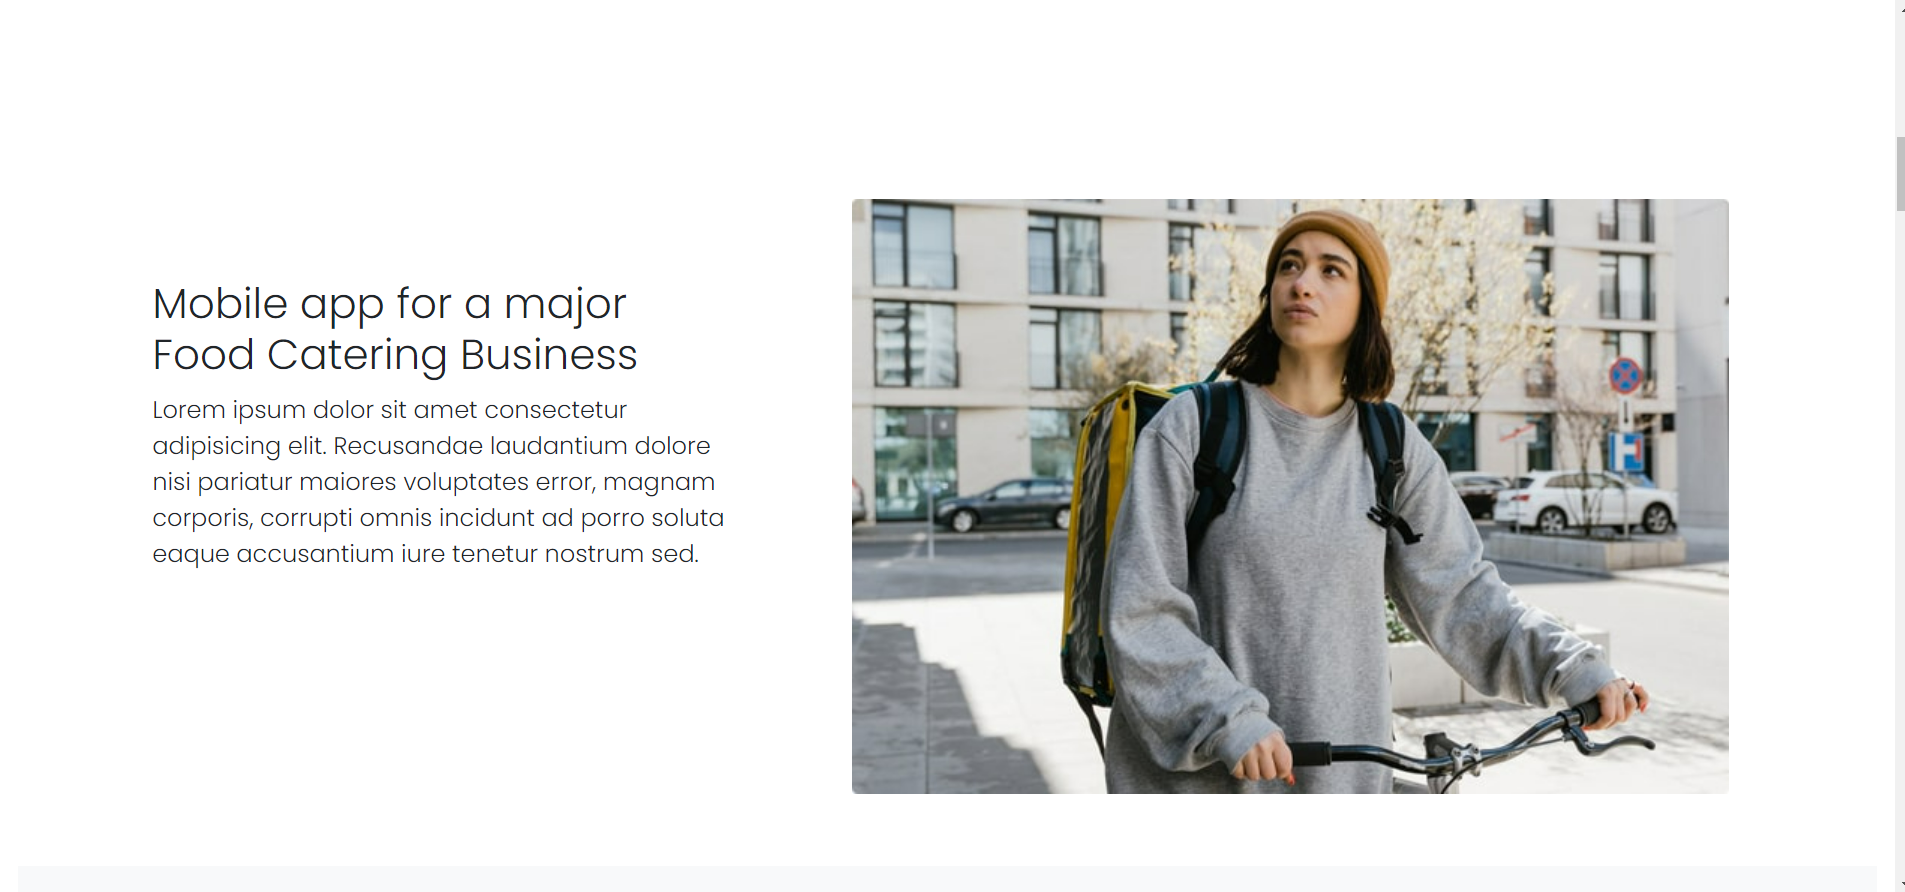 Mobile app for a major
Food Catering Business
Lorem ipsum dolor sit amet consectetur
adipisicing elit. Recusandae laudantium dolore
nisi pariatur maiores voluptates error, magnam
corporis, corrupti omnis incidunt ad porro soluta
eaque accusantium iure tenetur nostrum sed.